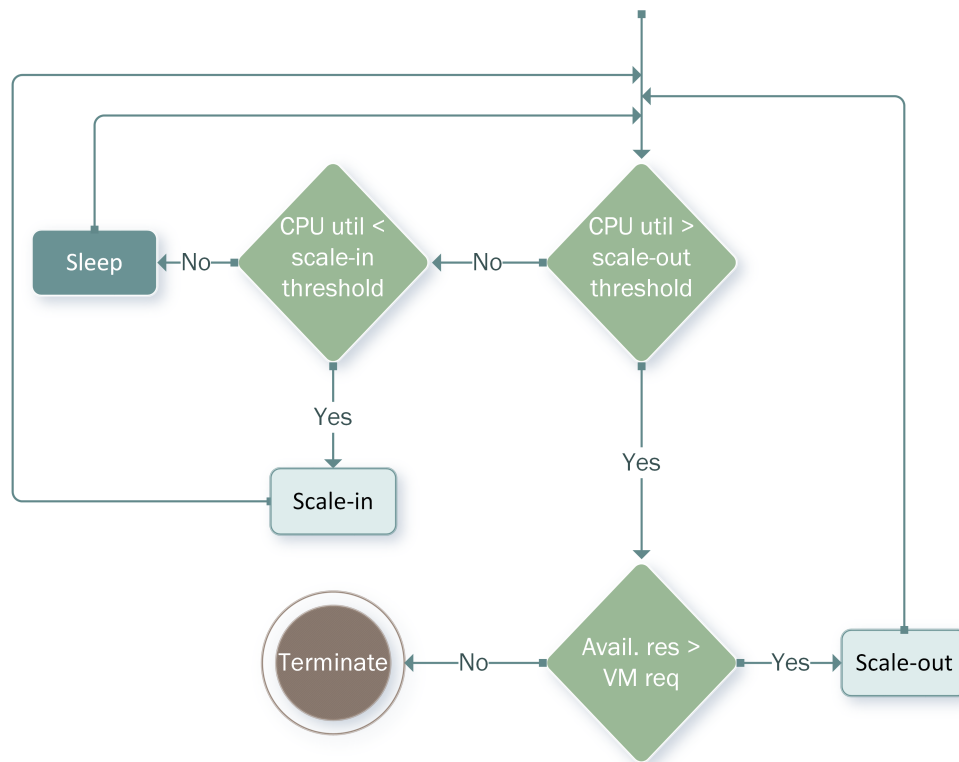 CPU util <
scale-in
threshold
CPU util >
scale-out
threshold
Sleep
No
No
Yes
Yes
Scale-in
Terminate
No
Avail. res >
VM req
Yes
Scale-out